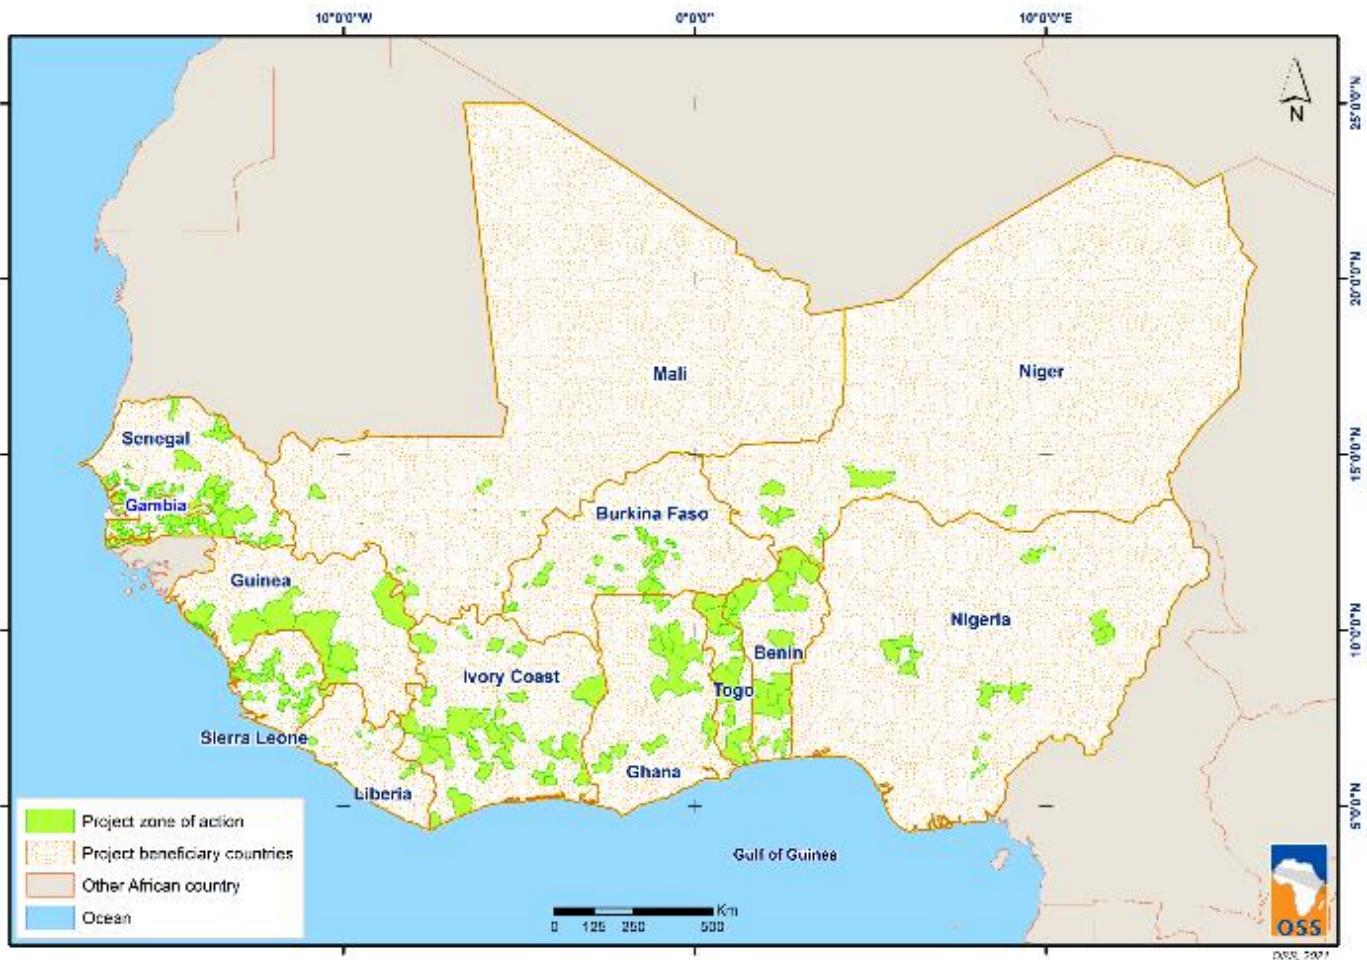 10°0'0"W
0°0'0"
10°0'0"E
N
25°0'0"N
20°0'0"N
15°0'0"N
10°0'0"N
5°0'0"N
Mali
Niger
Senegal
Gambia
Burkina Faso
Guinea
Nigeria
Benin
Ivory Coast
Togo
Sierra Leone
Ghana
Liberia
Gulf of Guinea
Project zone of action
Project beneficiary countries
Other African country
Ocean
Km
0 125 250 500
OSS
OSS, 2021